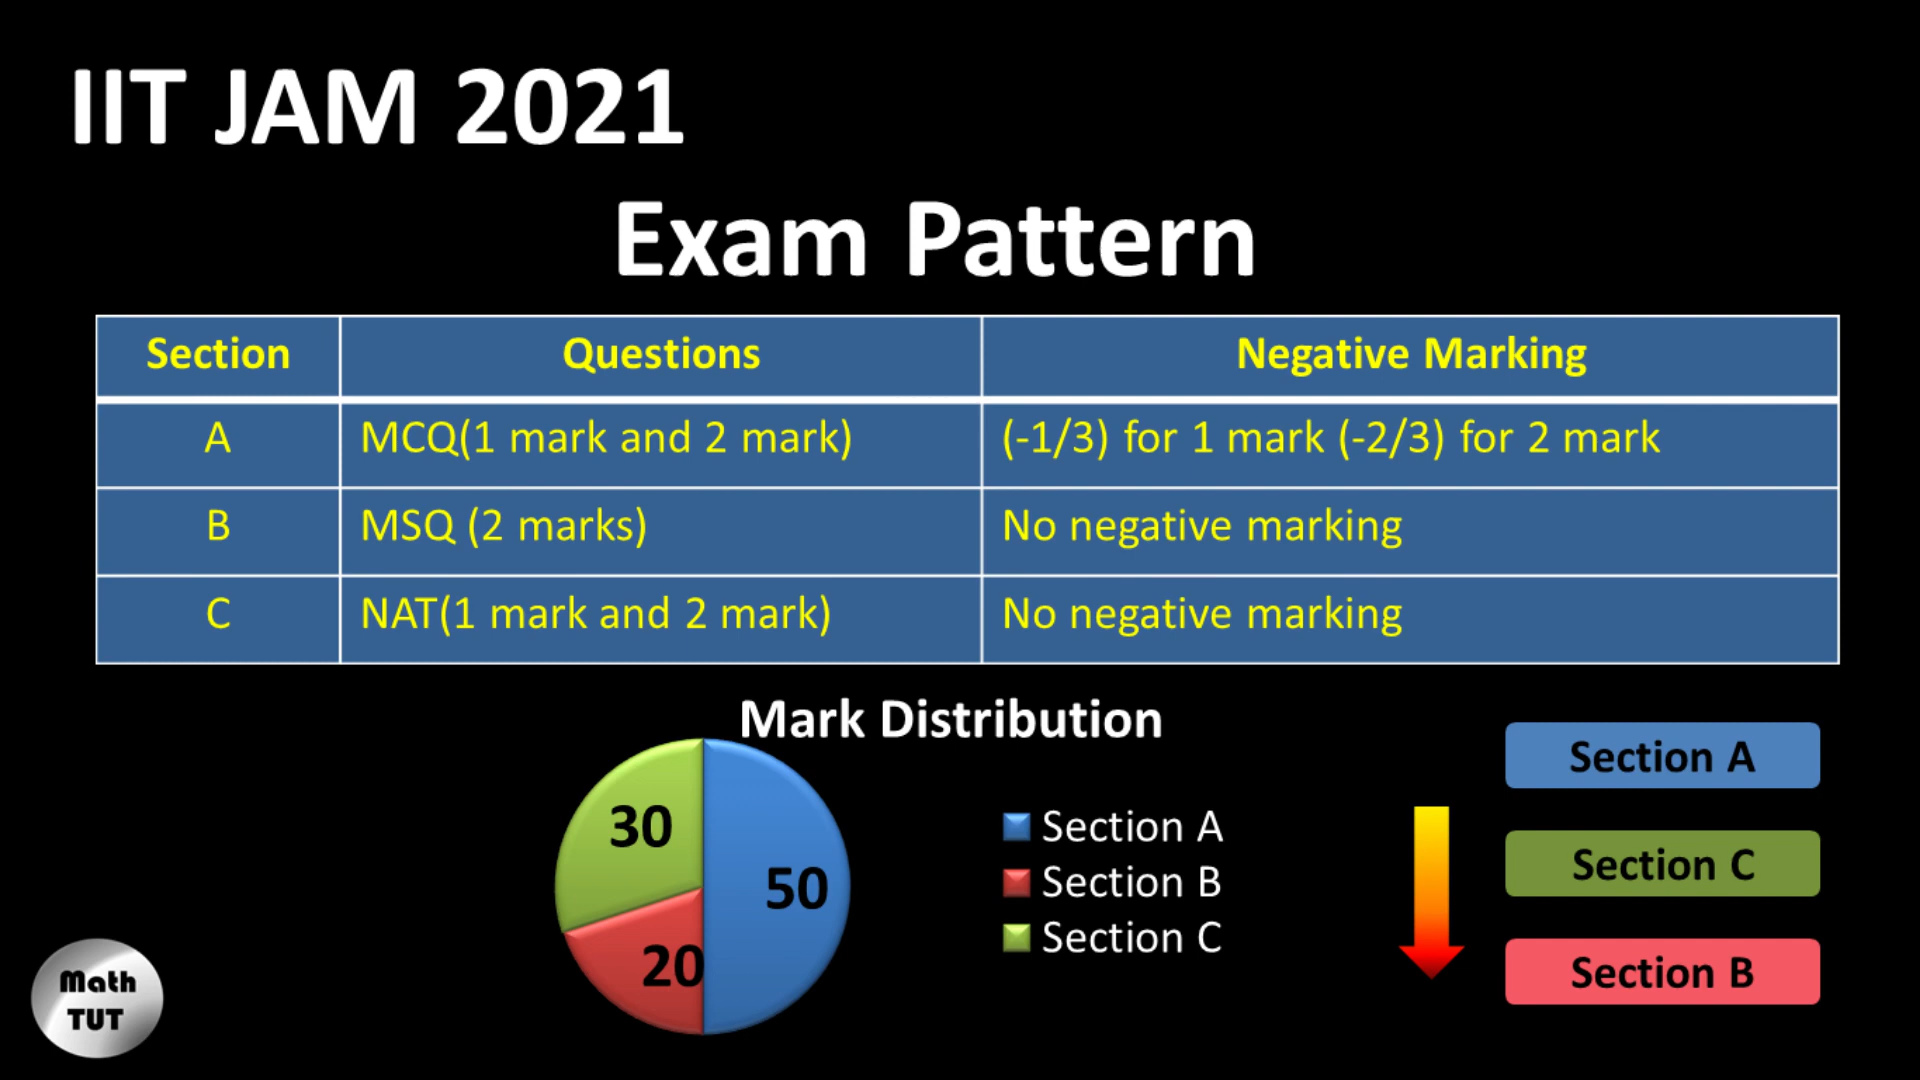 IIT JAM 2021
Exam Pattern
Section Questions Negative Marking
A MCQ(1 mark and 2 mark) (-1/3) for 1 mark (-2/3) for 2 mark
B MSQ (2 marks) No negative marking
C NAT(1 mark and 2 mark) No negative marking
Mark Distribution
30
50
20
Section A
Section B
Section C
Section A
Section C
Section B
Math
TUT